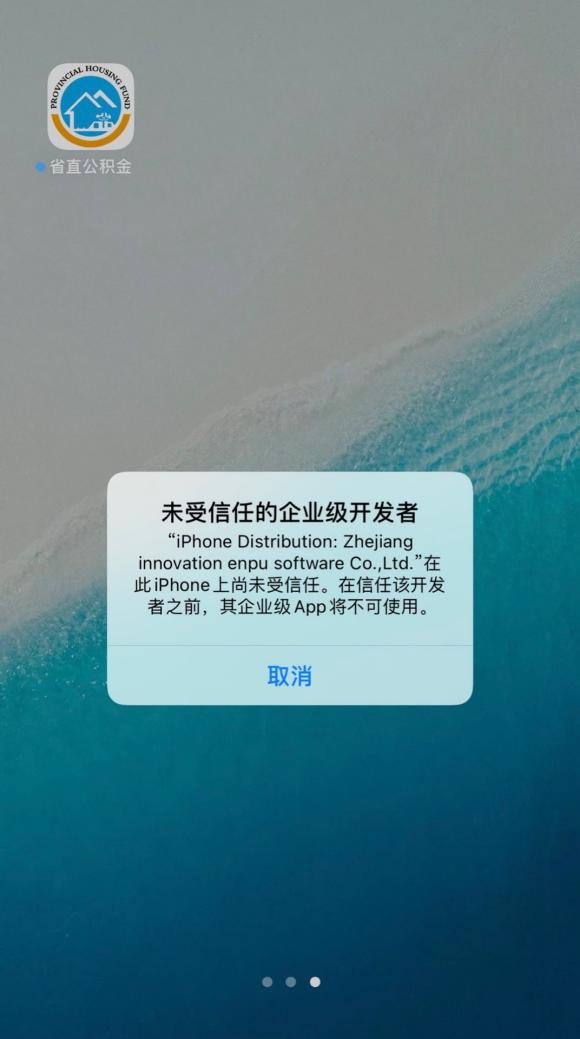 PROVINCIAL HOUSING FUND
省直公积金
未受信任的企业级开发者
“iPhone Distribution: Zhejiang
innovation enpu software Co.,Ltd.”在
此iPhone上尚未受信任。在信任该开发
者之前，其企业级App将不可使用。
取消